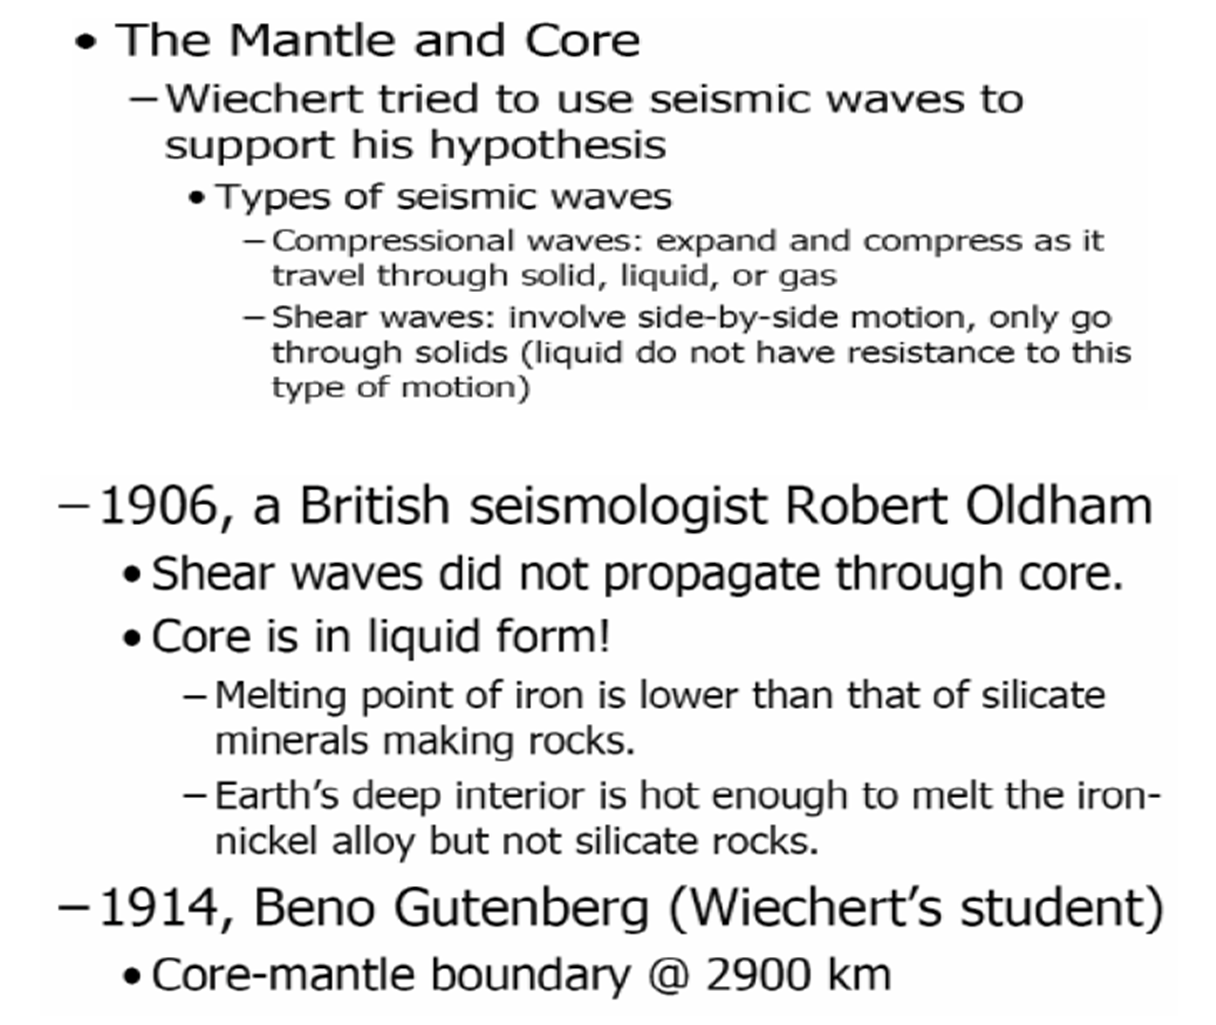 • The Mantle and Core
– Wiechert tried to use seismic waves to
support his hypothesis
• Types of seismic waves
– Compressional waves: expand and compress as it
travel through solid, liquid, or gas
– Shear waves: involve side-by-side motion, only go
through solids (liquid do not have resistance to this
type of motion)
– 1906, a British seismologist Robert Oldham
• Shear waves did not propagate through core.
• Core is in liquid form!
– Melting point of iron is lower than that of silicate
minerals making rocks.
– Earth’s deep interior is hot enough to melt the iron-
nickel alloy but not silicate rocks.
– 1914, Beno Gutenberg (Wiechert’s student)
• Core-mantle boundary @ 2900 km